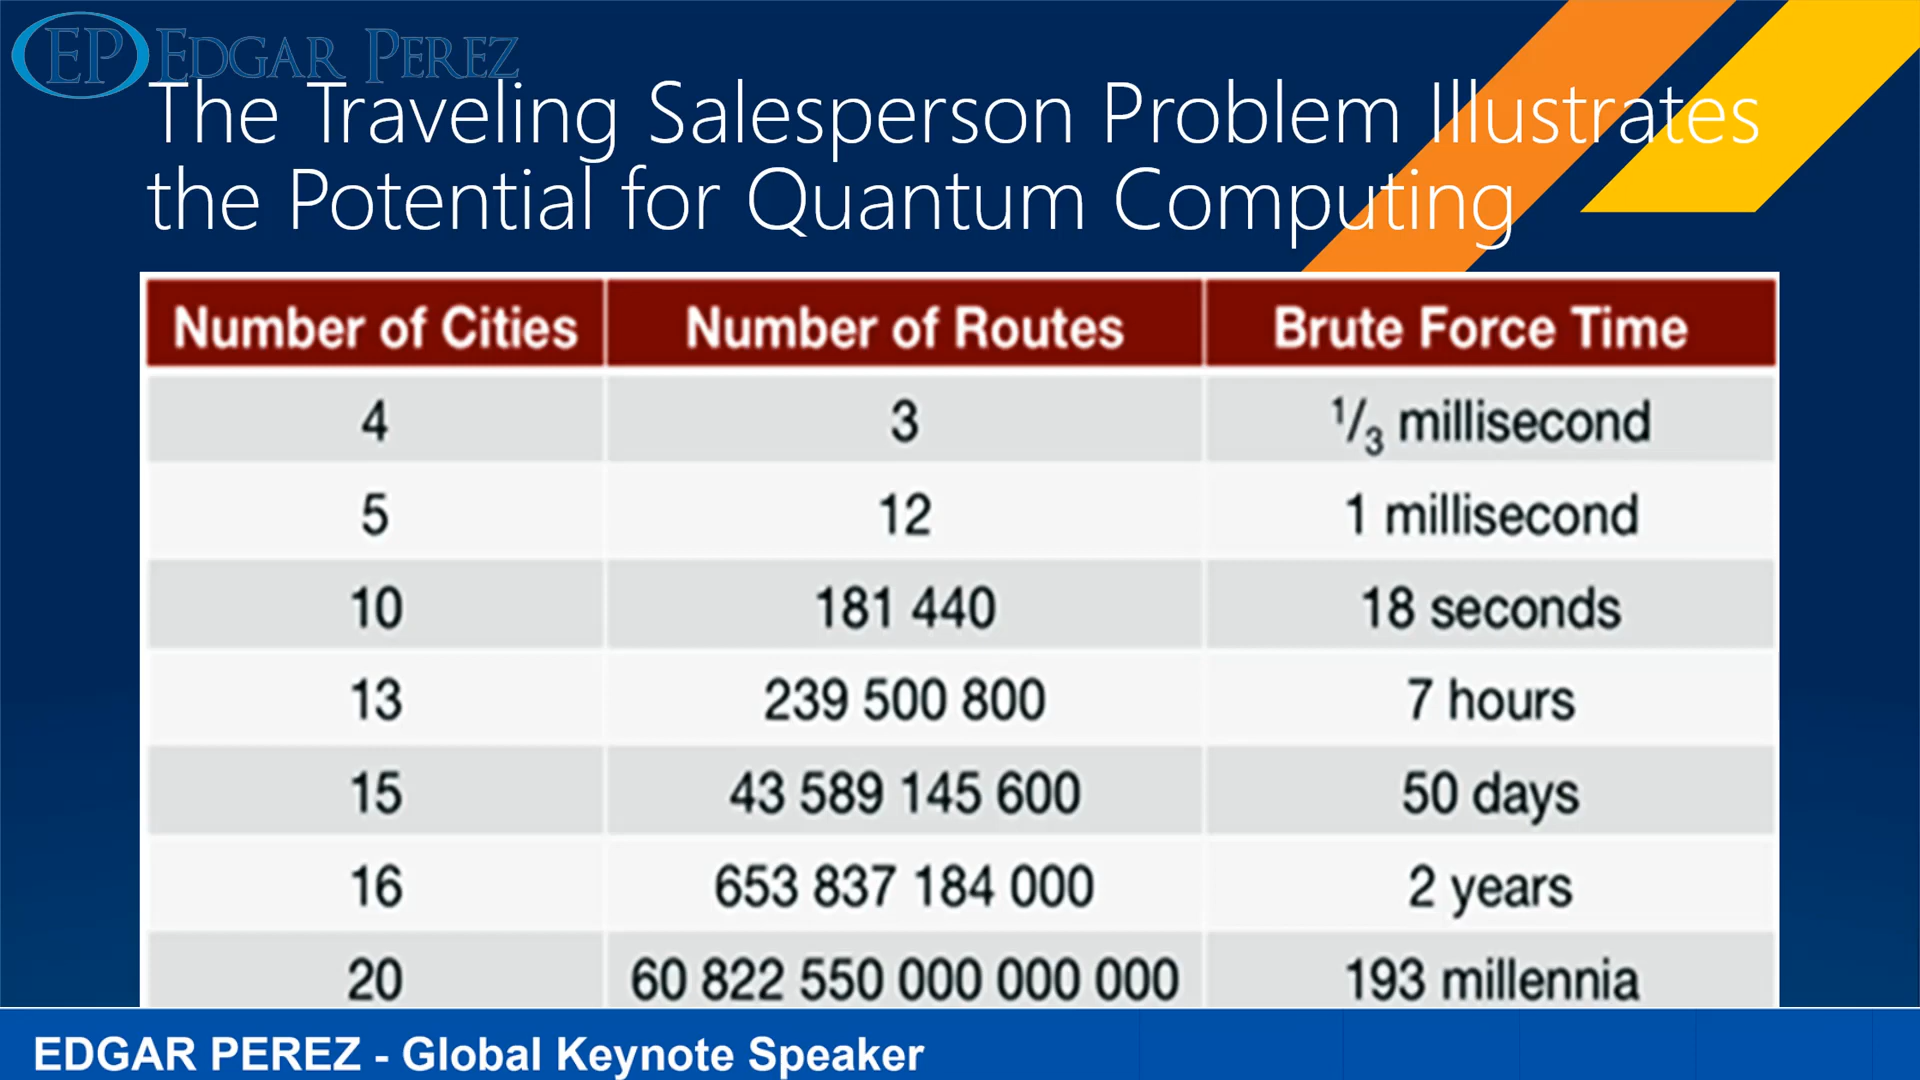 EP EDGAR PEREZ
The Traveling Salesperson Problem Illustrates
the Potential for Quantum Computing
Number of Cities Number of Routes Brute Force Time
4 3 1/3 millisecond
5 12 1 millisecond
10 181 440 18 seconds
13 239 500 800 7 hours
15 43 589 145 600 50 days
16 653 837 184 000 2 years
20 60 822 550 000 000 000 193 millennia
EDGAR PEREZ - Global Keynote Speaker